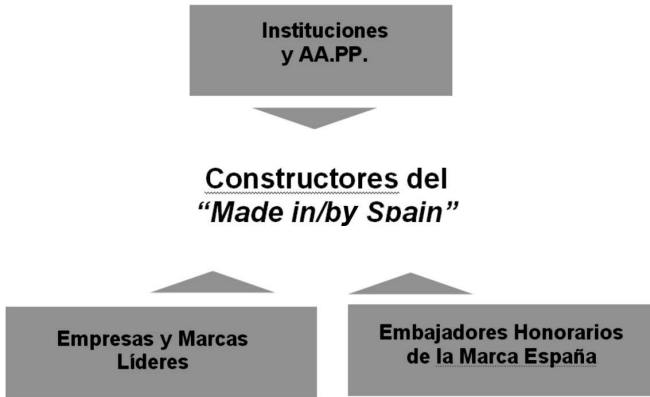 Instituciones
y AA.PP.
Constructores del
“Made in/by Spain”
Empresas y Marcas
Líderes
Embajadores Honorarios
de la Marca España